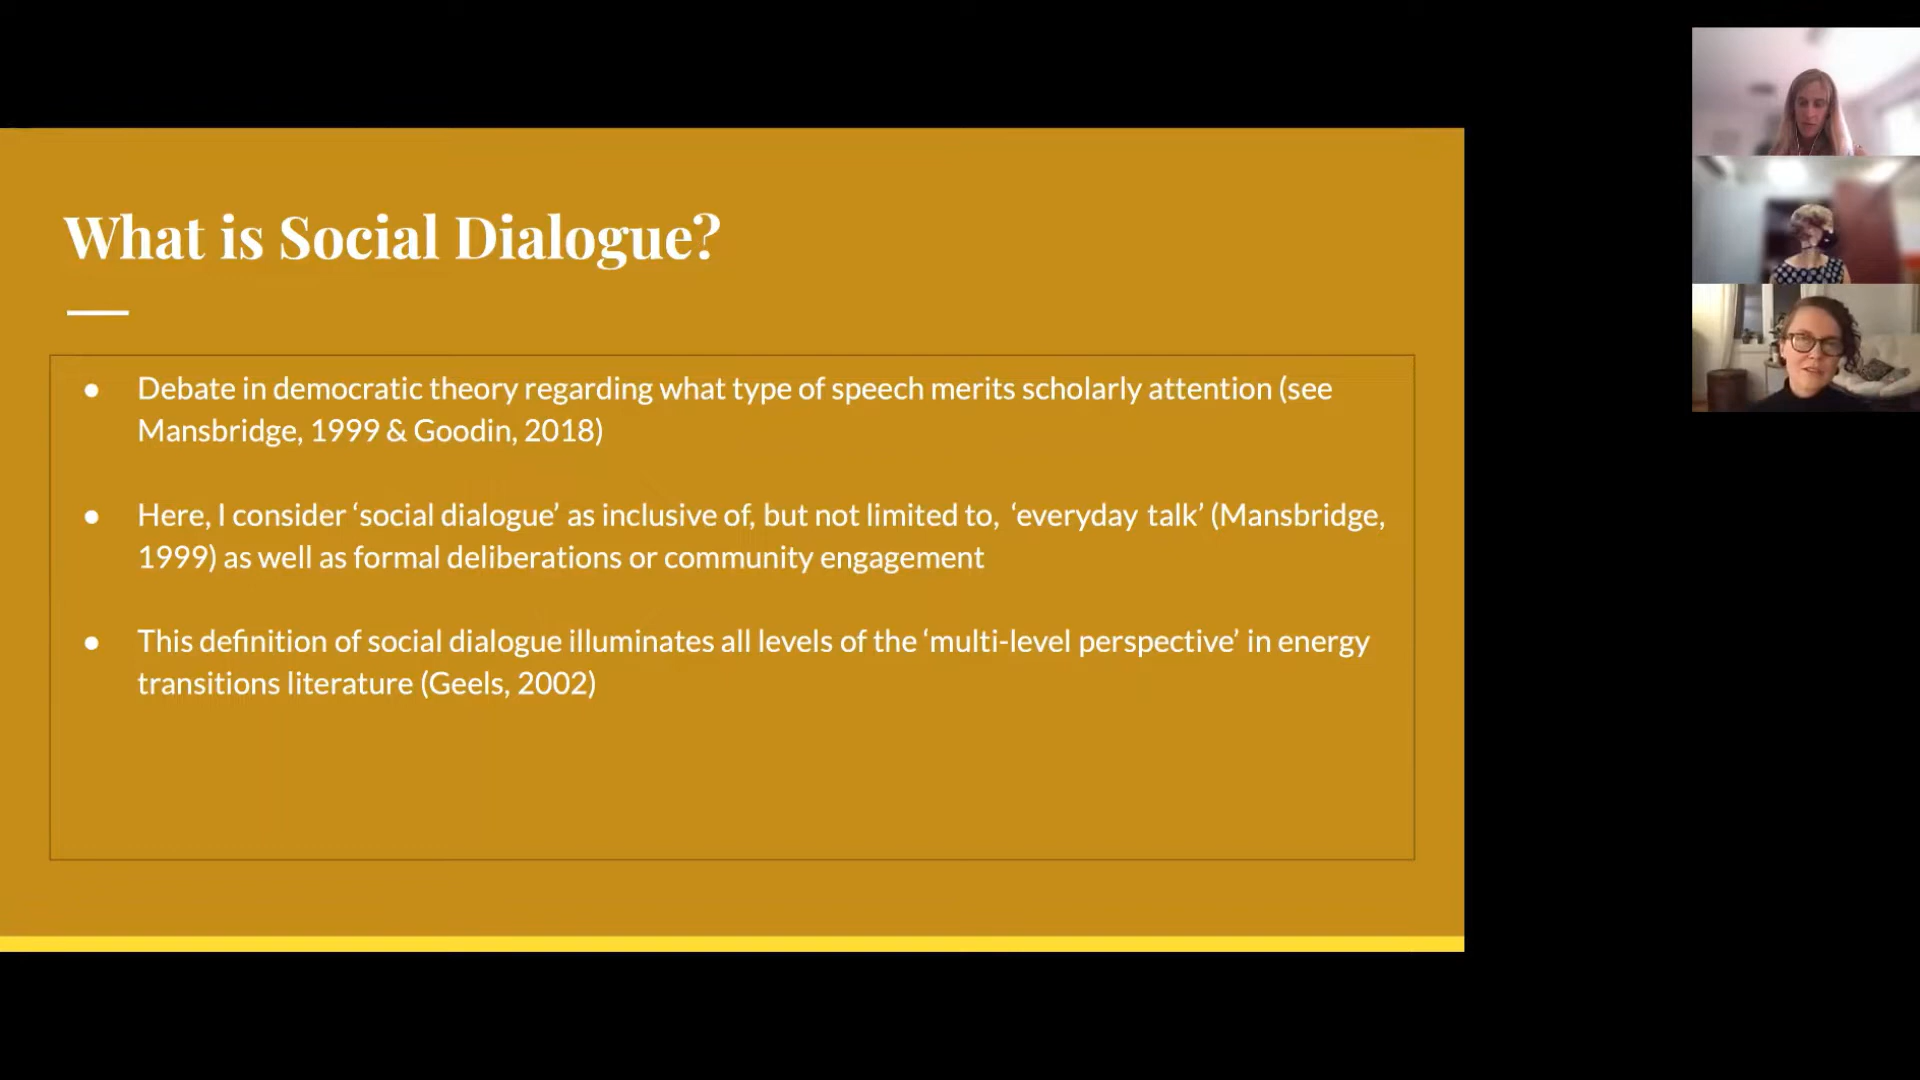 What is Social Dialogue?
● Debate in democratic theory regarding what type of speech merits scholarly attention (see
Mansbridge, 1999 & Goodin, 2018)
● Here, I consider ‘social dialogue’ as inclusive of, but not limited to, ‘everyday talk’ (Mansbridge,
1999) as well as formal deliberations or community engagement
● This definition of social dialogue illuminates all levels of the ‘multi-level perspective’ in energy
transitions literature (Geels, 2002)